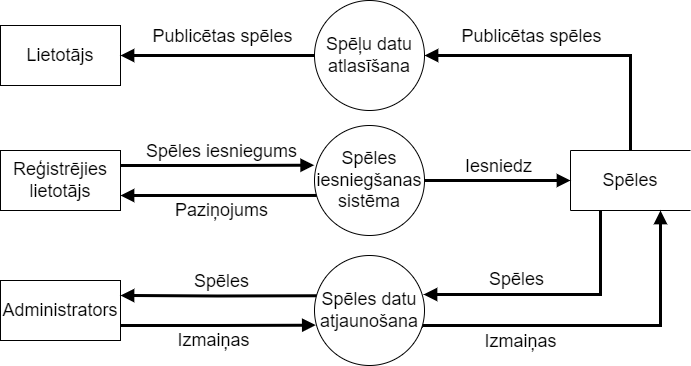 Publicētas spēles
Publicētas spēles
Lietotājs
Spēļu datu
atlasīšana
Spēles iesniegums
Reģistrējies
lietotājs
Spēles
iesniegšanas
sistēma
Iesniedz
Spēles
Paziņojums
Spēles
Spēles
Administrators
Spēles datu
atjaunošana
Izmaiņas
Izmaiņas